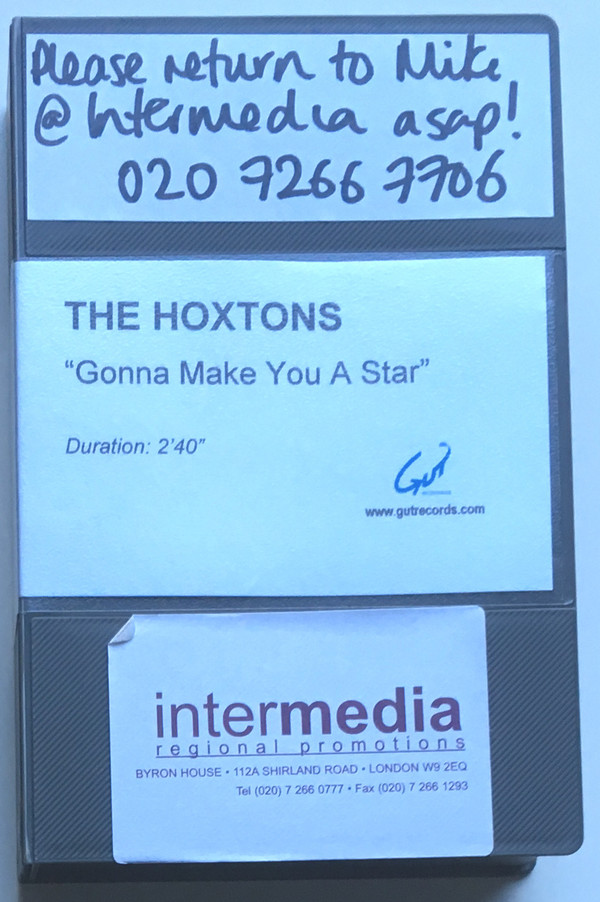 Please return to Mike
@ Intermedia asap!
020 7266 7706
THE HOXTONS
“Gonna Make You A Star”
Duration: 2’40”
Gut
www.gutrecords.com
intermedia
regional promotions
BYRON HOUSE • 112A SHIRLAND ROAD • LONDON W9 2EQ
Tel (020) 7 266 0777 • Fax (020) 7 266 1293